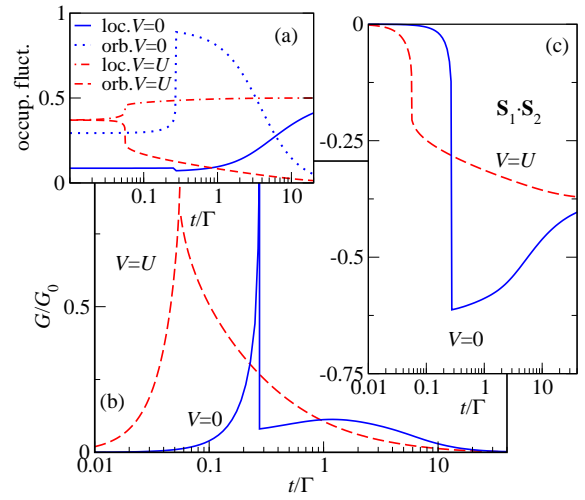 1
0.5
0
occup. fluct.
loc.V=0
orb.V=0
loc.V=U
orb.V=U
(a)
0.1 1 10
t/Γ
0
-0.25
-0.5
-0.75
(c)
S1·S2
V=U
V=0
0.01 0.1 1 10
t/Γ
0.5
0
G/G0
V=U
V=0
(b)
0.01 0.1 1 10
t/Γ